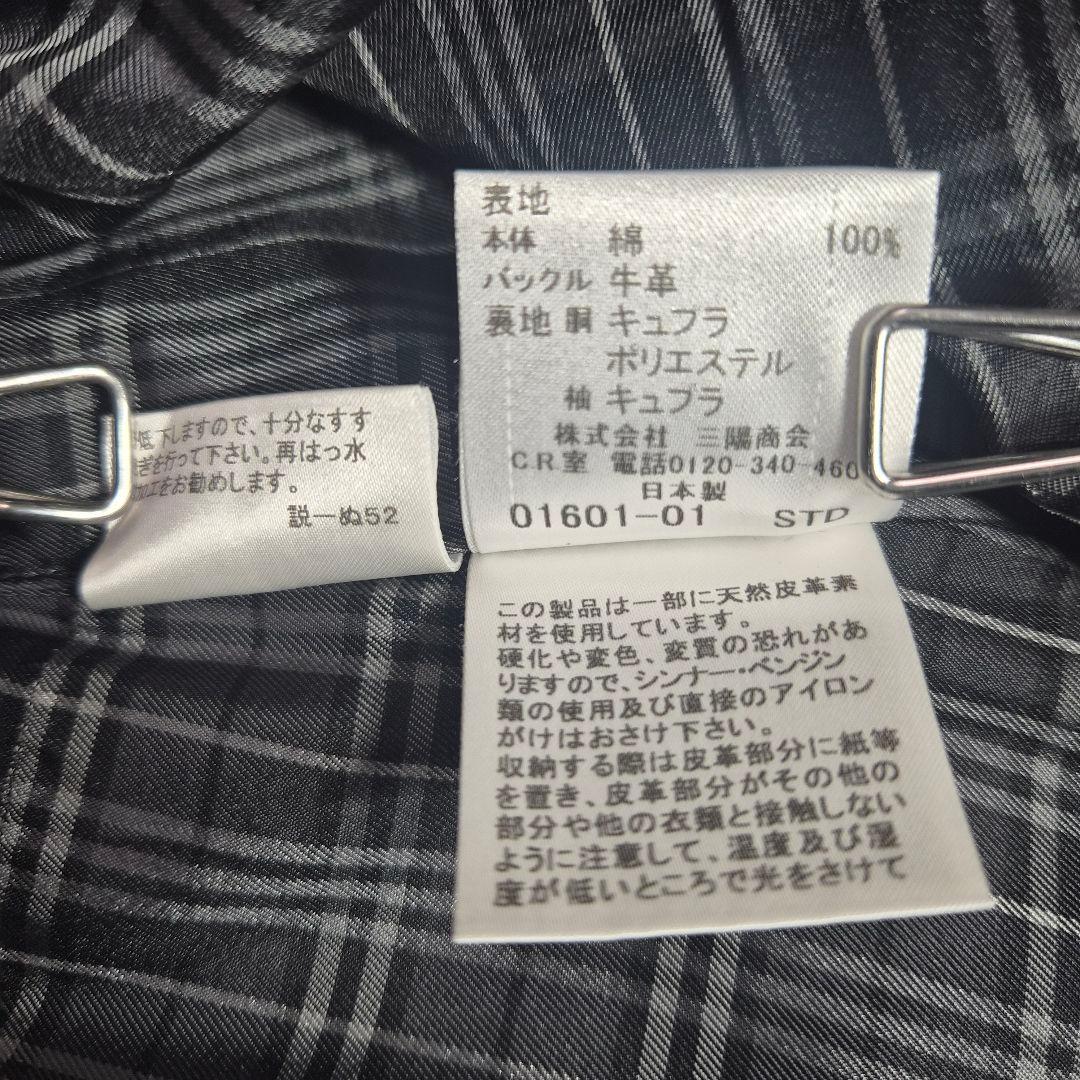 表地
本体 綿 100%
バックル 牛革
裏地 胴 キュプラ
ポリエステル
袖 キュプラ
株式会社 三陽商会
C.R.室 電話0120-340-460
日本製
01601-01 STD
低下しますので、十分なすす
ぎを行って下さい。再はっ水
加工をお勧めします。
説ーぬ52
この製品は一部に天然皮革素
材を使用しています。
硬化や変色、変質の恐れがあ
りますので、シンナー・ベンジン
類の使用及び直接のアイロン
がけはおさけ下さい。
収納する際は皮革部分に紙等
を置き、皮革部分がその他の
部分や他の衣類と接触しない
ように注意して、温度及び湿
度が低いところで光をさけて